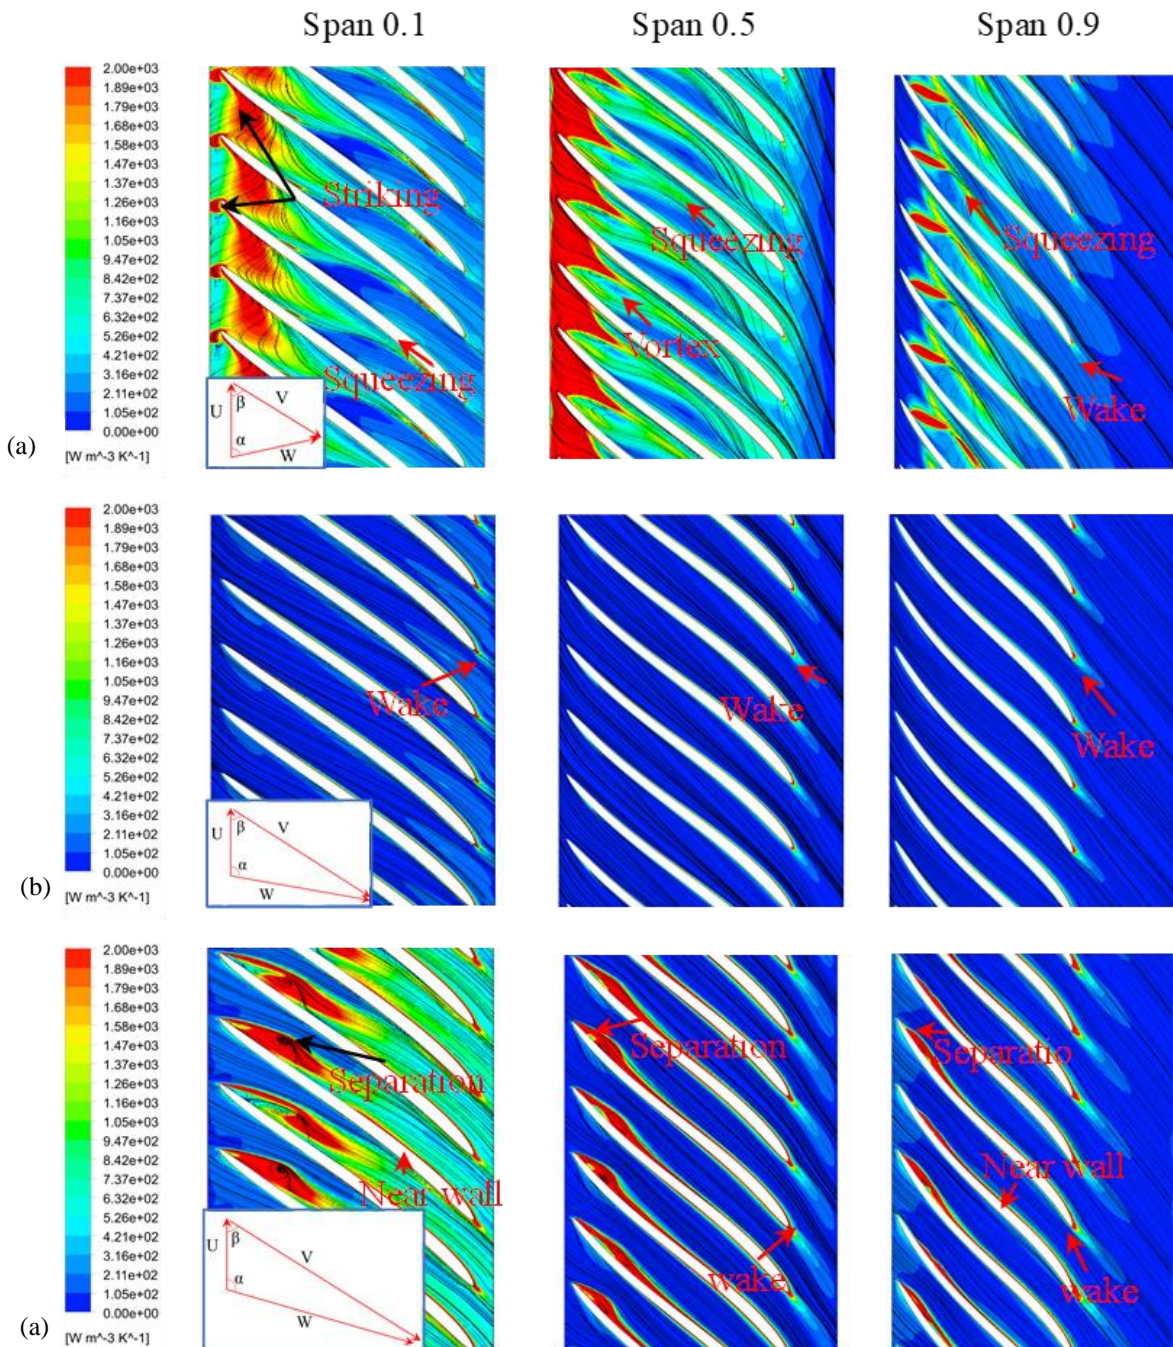 Span 0.1 Span 0.5 Span 0.9
2.00e+03
1.89e+03
1.79e+03
1.68e+03
1.58e+03
1.47e+03
1.37e+03
1.26e+03
1.16e+03
1.05e+03
9.47e+02
8.42e+02
7.37e+02
6.32e+02
5.26e+02
4.21e+02
3.16e+02
2.11e+02
1.05e+02
0.00e+00
[W m^-3 K^-1]
(a)
Striking
Squeezing
U
β
V
α
W
Squeezing
Vortex
Squeezing
Wake
2.00e+03
1.89e+03
1.79e+03
1.68e+03
1.58e+03
1.47e+03
1.37e+03
1.26e+03
1.16e+03
1.05e+03
9.47e+02
8.42e+02
7.37e+02
6.32e+02
5.26e+02
4.21e+02
3.16e+02
2.11e+02
1.05e+02
0.00e+00
[W m^-3 K^-1]
(b)
Wake
U
β
V
α
W
Wake
Wake
2.00e+03
1.89e+03
1.79e+03
1.68e+03
1.58e+03
1.47e+03
1.37e+03
1.26e+03
1.16e+03
1.05e+03
9.47e+02
8.42e+02
7.37e+02
6.32e+02
5.26e+02
4.21e+02
3.16e+02
2.11e+02
1.05e+02
0.00e+00
[W m^-3 K^-1]
(a)
Separation
Near wall
U
β
V
α
W
Separation
wake
Separatio
Near wall
wake